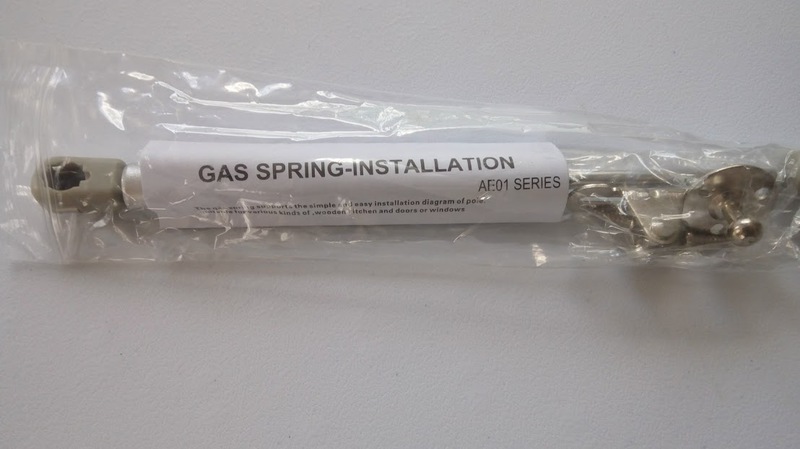 GAS SPRING-INSTALLATION
AF01 SERIES
the simple and easy installation diagram of
various kinds of ,wooden kitchen and doors or windows